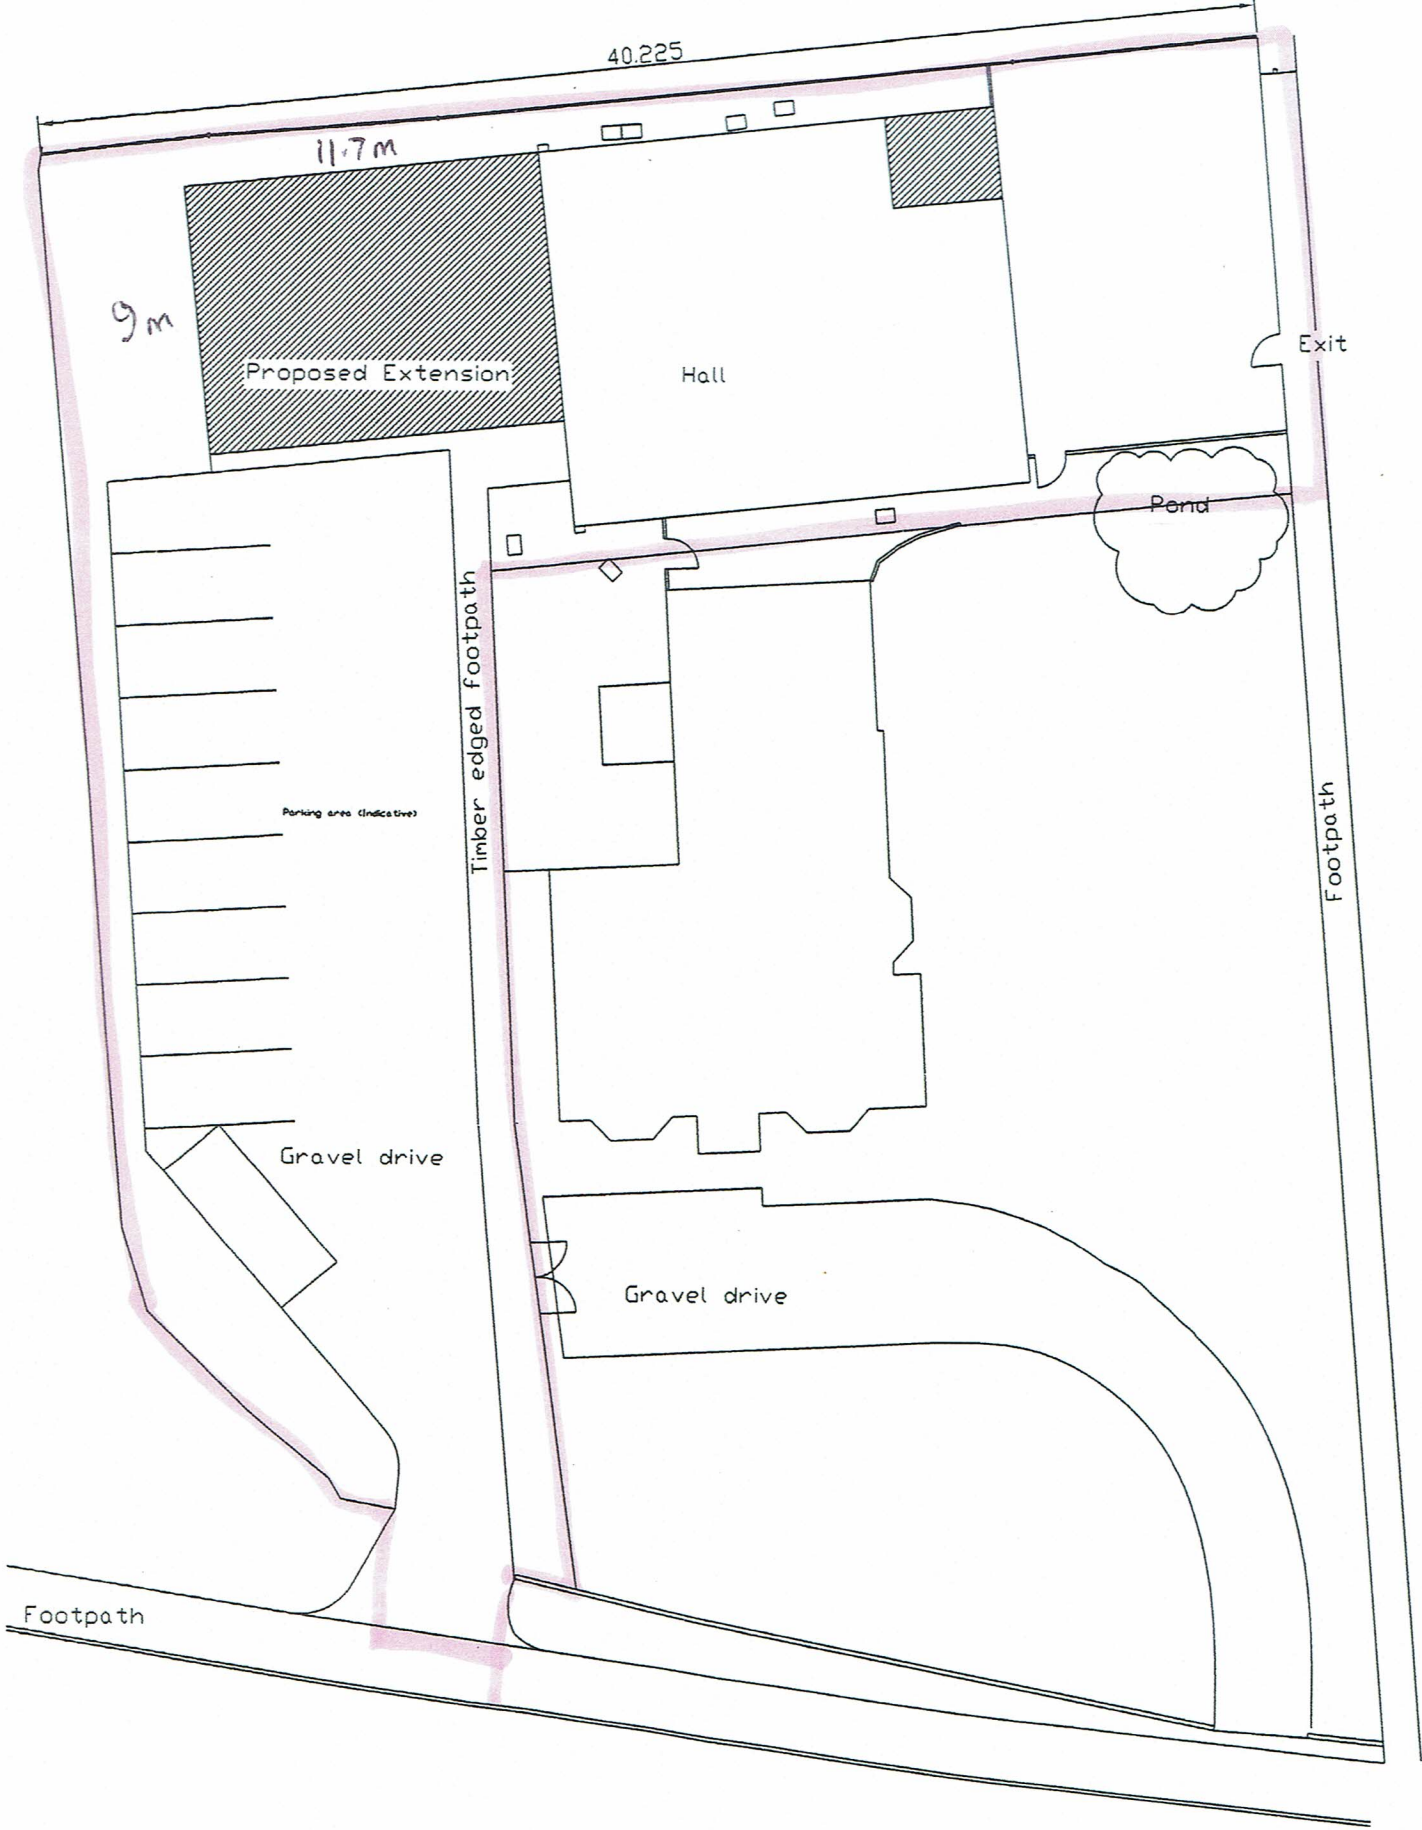 40.225
11.7m
9m
Proposed Extension
Hall
Exit
Pond
Timber edged footpath
Parking area (Indicative)
Footpath
Gravel drive
Gravel drive
Footpath